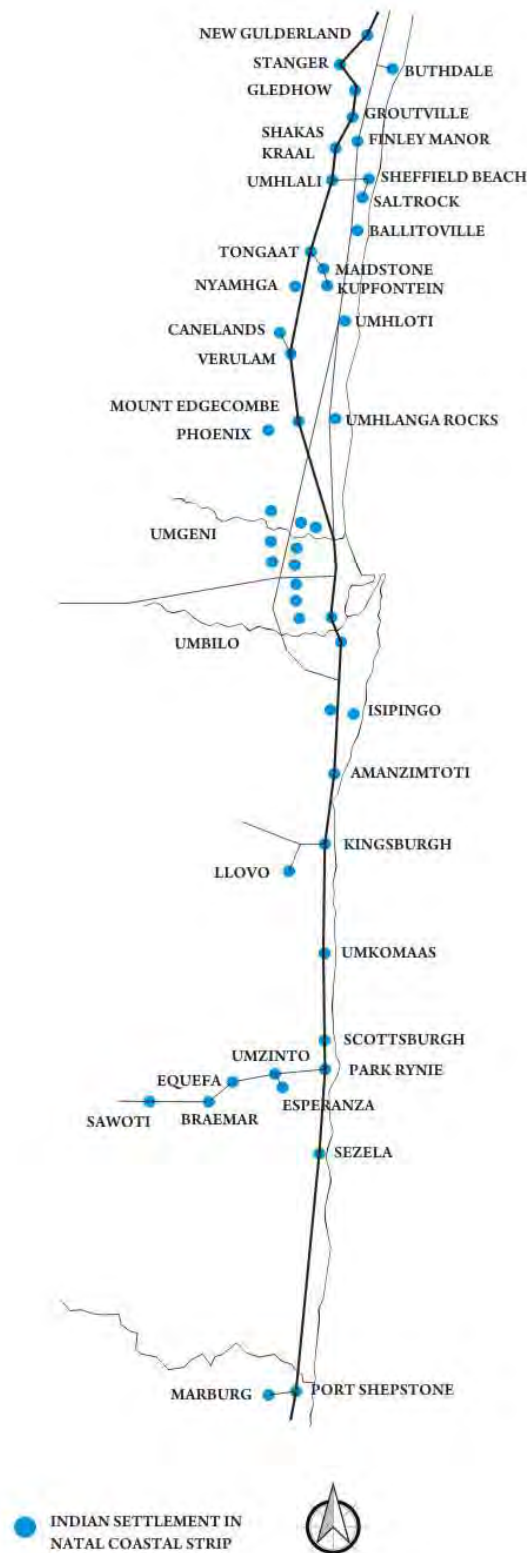 NEW GULDERLAND
STANGER
BUTHDALE
GLEDHOW
GROUTVILLE
SHAKAS
KRAAL
FINLEY MANOR
UMHLALI
SHEFFIELD BEACH
SALTROCK
BALLITOVILLE
TONGAAT
MAIDSTONE
NYAMHGA
KUPFONTEIN
CANELANDS
UMHLOTI
VERULAM
MOUNT EDGECOMBE
UMHLANGA ROCKS
PHOENIX
UMGENI
UMBILO
ISIPINGO
AMANZIMTOTI
KINGSBURGH
LLOVO
UMKOMAAS
SCOTTSBURGH
UMZINTO
PARK RYNIE
EQUEFA
ESPERANZA
SAWOTI
BRAEMAR
SEZELA
MARBURG
PORT SHEPSTONE
INDIAN SETTLEMENT IN
NATAL COASTAL STRIP